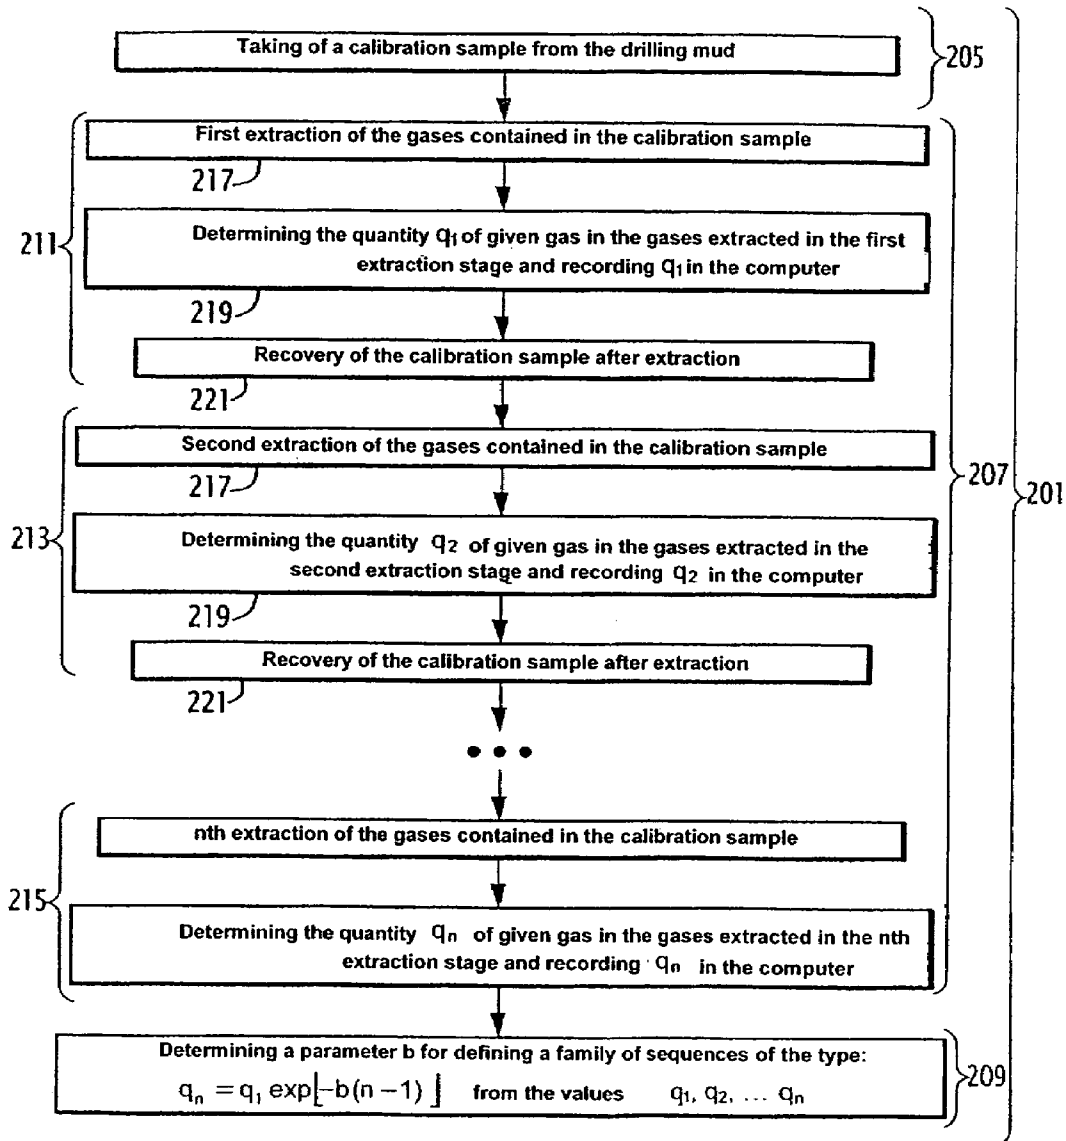 Taking of a calibration sample from the drilling mud
205
First extraction of the gases contained in the calibration sample
217
211
Determining the quantity q1 of given gas in the gases extracted in the first
extraction stage and recording q1 in the computer
219
Recovery of the calibration sample after extraction
221
Second extraction of the gases contained in the calibration sample
217
207
201
213
Determining the quantity q2 of given gas in the gases extracted in the
second extraction stage and recording q2 in the computer
219
Recovery of the calibration sample after extraction
221
• • •
nth extraction of the gases contained in the calibration sample
215
Determining the quantity qn of given gas in the gases extracted in the nth
extraction stage and recording qn in the computer
Determining a parameter b for defining a family of sequences of the type:
209
qn = q1 exp⌊-b(n-1)⌋ from the values q1, q2, ... qn